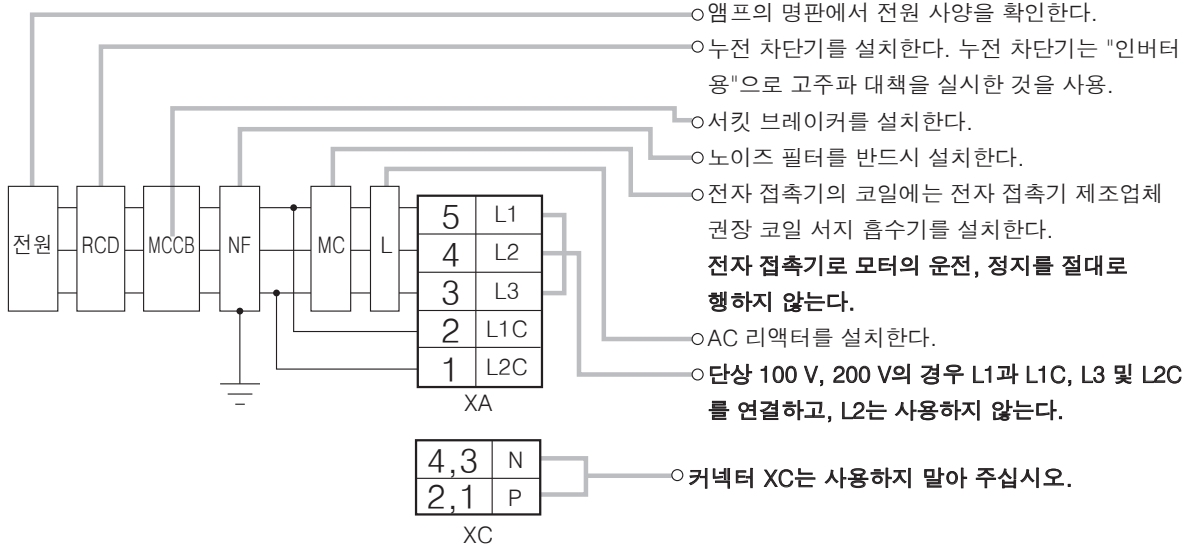 앰프의 명판에서 전원 사양을 확인한다.
누전 차단기를 설치한다. 누전 차단기는 "인버터
용"으로 고주파 대책을 실시한 것을 사용.
서킷 브레이커를 설치한다.
노이즈 필터를 반드시 설치한다.
전자 접촉기의 코일에는 전자 접촉기 제조업체
권장 코일 서지 흡수기를 설치한다.
전자 접촉기로 모터의 운전, 정지를 절대로
행하지 않는다.
AC 리액터를 설치한다.
단상 100 V, 200 V의 경우 L1과 L1C, L3 및 L2C
를 연결하고, L2는 사용하지 않는다.
전원 RCD MCCB NF MC L
5 L1
4 L2
3 L3
2 L1C
1 L2C
XA
4,3 N
2,1 P
XC
커넥터 XC는 사용하지 말아 주십시오.